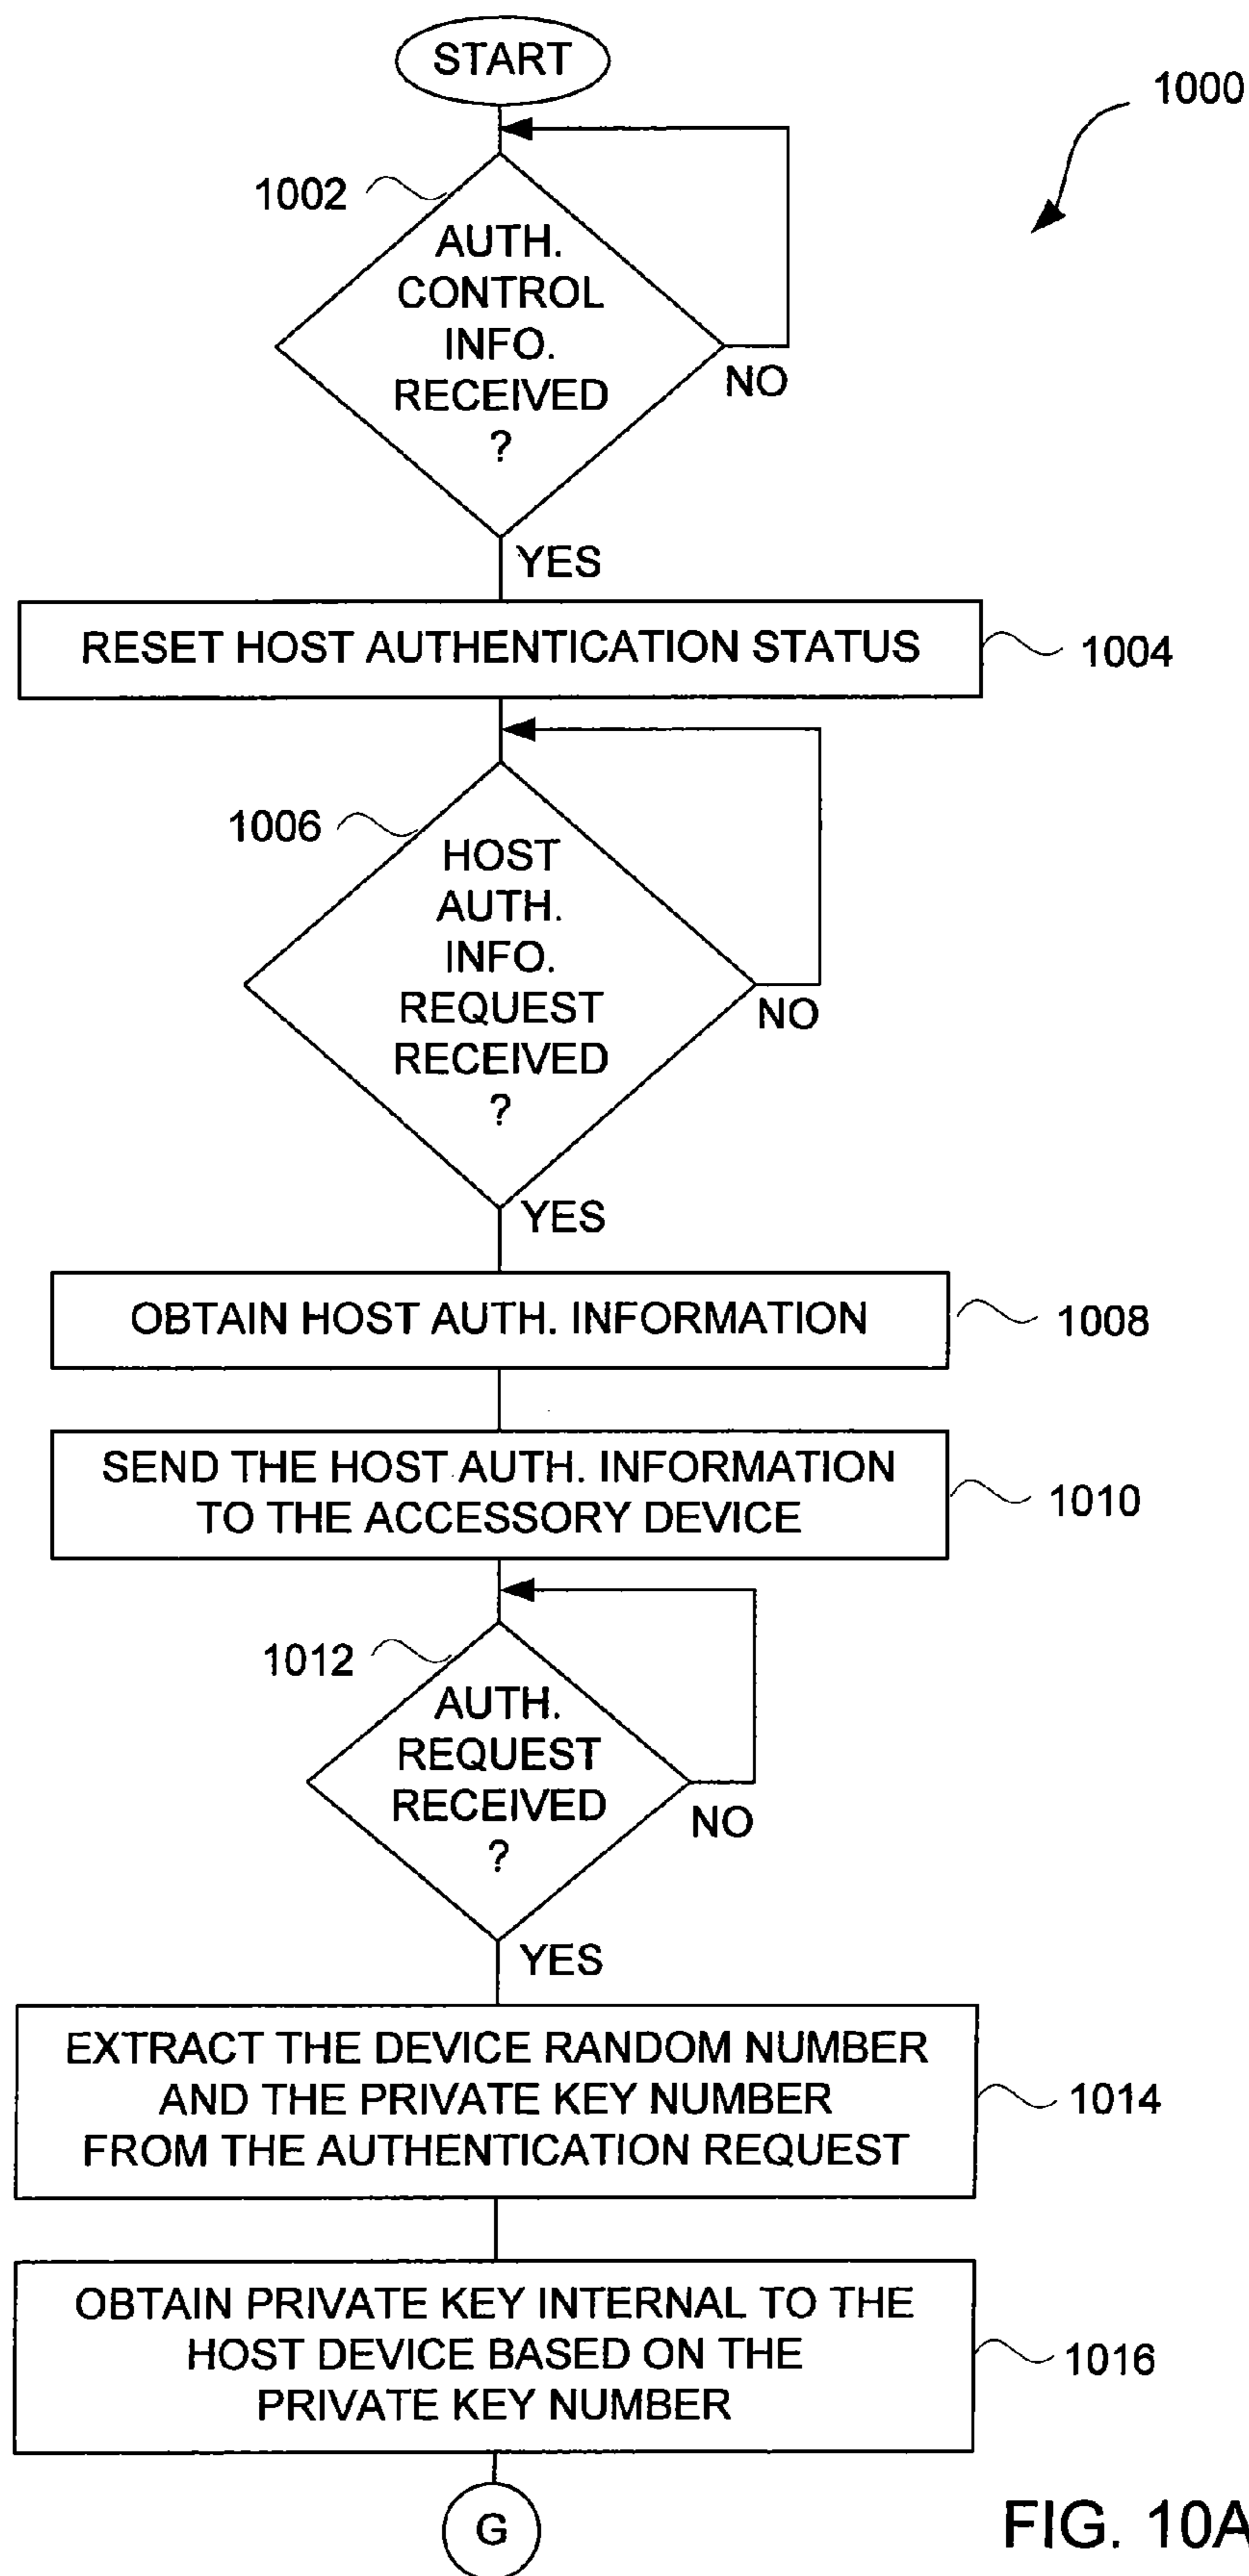 START
1000
1002
AUTH.
CONTROL
INFO.
RECEIVED
?
NO
YES
RESET HOST AUTHENTICATION STATUS
1004
1006
HOST
AUTH.
INFO.
REQUEST
RECEIVED
?
NO
YES
OBTAIN HOST AUTH. INFORMATION
1008
SEND THE HOST AUTH. INFORMATION
TO THE ACCESSORY DEVICE
1010
1012
AUTH.
REQUEST
RECEIVED
?
NO
YES
EXTRACT THE DEVICE RANDOM NUMBER
AND THE PRIVATE KEY NUMBER
FROM THE AUTHENTICATION REQUEST
1014
OBTAIN PRIVATE KEY INTERNAL TO THE
HOST DEVICE BASED ON THE
PRIVATE KEY NUMBER
1016
G
FIG. 10A